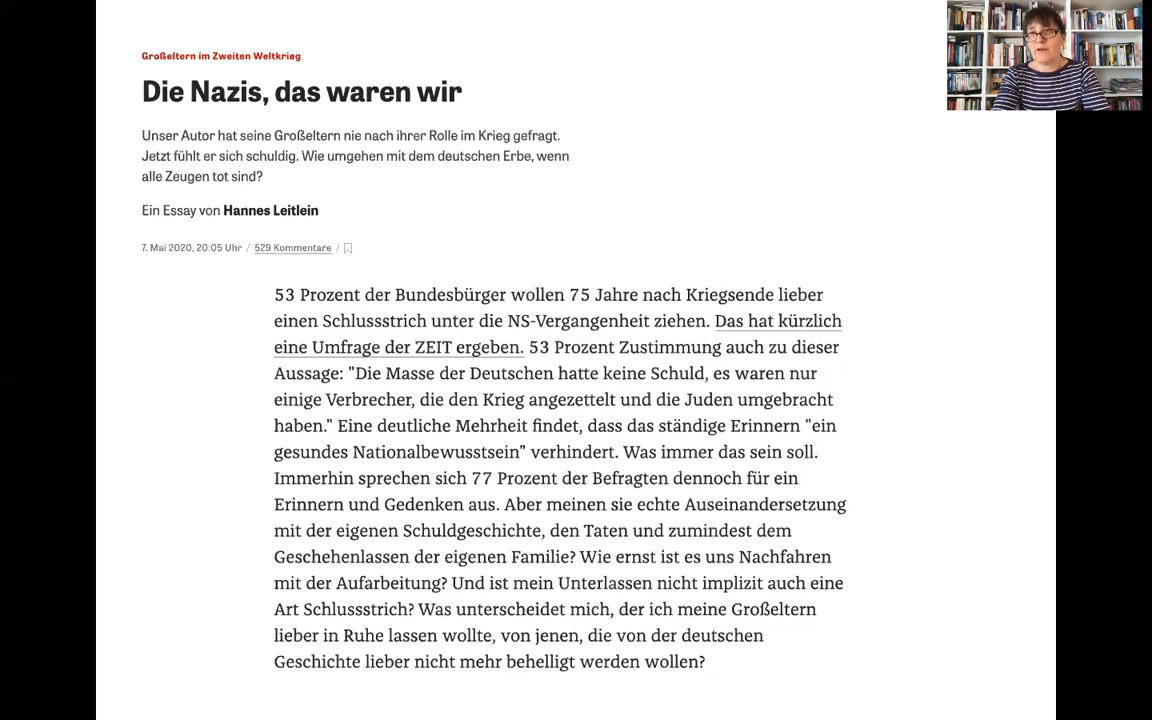 Großeltern im Zweiten Weltkrieg
Die Nazis, das waren wir
Unser Autor hat seine Großeltern nie nach ihrer Rolle im Krieg gefragt.
Jetzt fühlt er sich schuldig. Wie umgehen mit dem deutschen Erbe, wenn
alle Zeugen tot sind?
Ein Essay von Hannes Leitlein
7. Mai 2020, 20:05 Uhr / 529 Kommentare /
53 Prozent der Bundesbürger wollen 75 Jahre nach Kriegsende lieber
einen Schlussstrich unter die NS-Vergangenheit ziehen. Das hat kürzlich
eine Umfrage der ZEIT ergeben. 53 Prozent Zustimmung auch zu dieser
Aussage: "Die Masse der Deutschen hatte keine Schuld, es waren nur
einige Verbrecher, die den Krieg angezettelt und die Juden umgebracht
haben." Eine deutliche Mehrheit findet, dass das ständige Erinnern "ein
gesundes Nationalbewusstsein" verhindert. Was immer das sein soll.
Immerhin sprechen sich 77 Prozent der Befragten dennoch für ein
Erinnern und Gedenken aus. Aber meinen sie echte Auseinandersetzung
mit der eigenen Schuldgeschichte, den Taten und zumindest dem
Geschehenlassen der eigenen Familie? Wie ernst ist es uns Nachfahren
mit der Aufarbeitung? Und ist mein Unterlassen nicht implizit auch eine
Art Schlussstrich? Was unterscheidet mich, der ich meine Großeltern
lieber in Ruhe lassen wollte, von jenen, die von der deutschen
Geschichte lieber nicht mehr behelligt werden wollen?